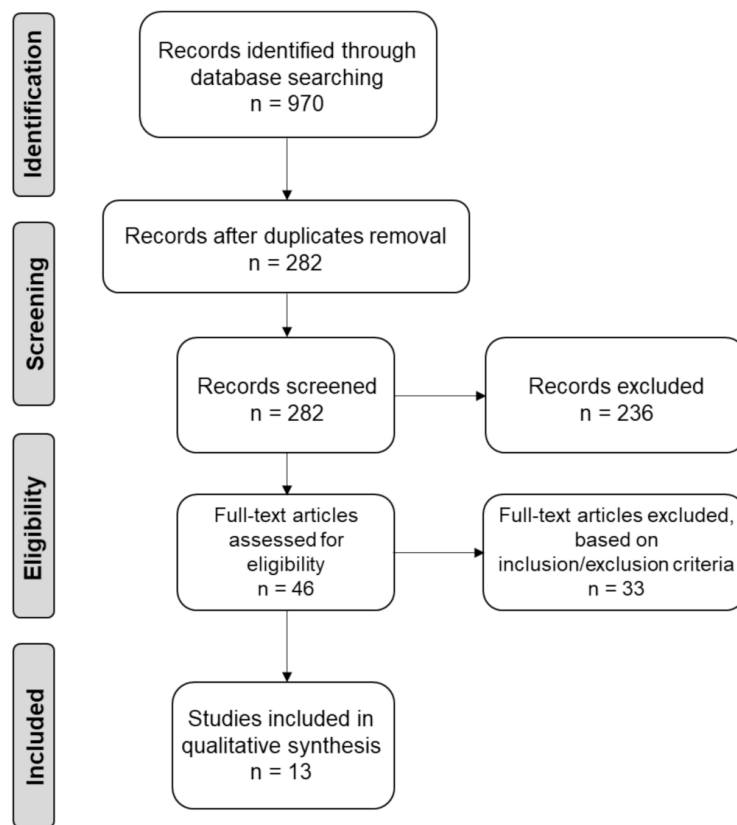 Identification
Records identified through
database searching
n = 970
Screening
Records after duplicates removal
n = 282
Records screened
n = 282
Records excluded
n = 236
Eligibility
Full-text articles
assessed for
eligibility
n = 46
Full-text articles excluded,
based on
inclusion/exclusion criteria
n = 33
Included
Studies included in
qualitative synthesis
n = 13